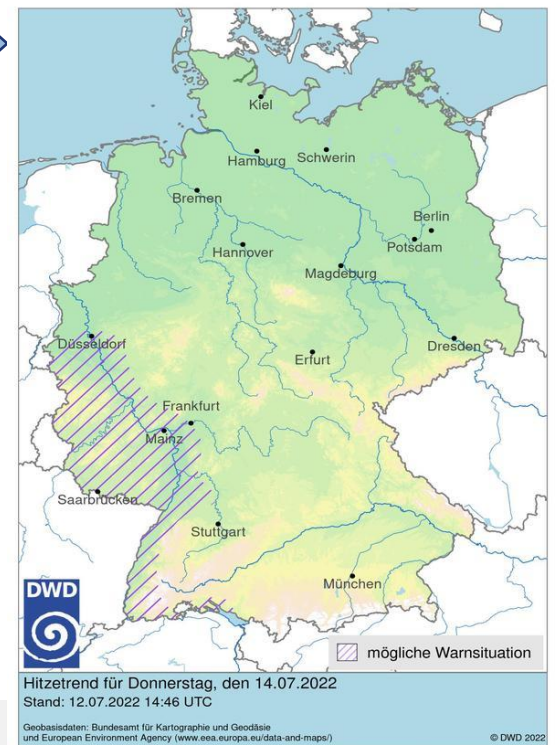 Kiel
Hamburg
Schwerin
Bremen
Berlin
Hannover
Potsdam
Magdeburg
Düsseldorf
Erfurt
Dresden
Frankfurt
Mainz
Saarbrücken
Stuttgart
München
DWD
mögliche Warnsituation
Hitzetrend für Donnerstag, den 14.07.2022
Stand: 12.07.2022 14:46 UTC
Geobasisdaten: Bundesamt für Kartographie und Geodäsie
und European Environment Agency (www.eea.europa.eu/data-and-maps/)
© DWD 2022